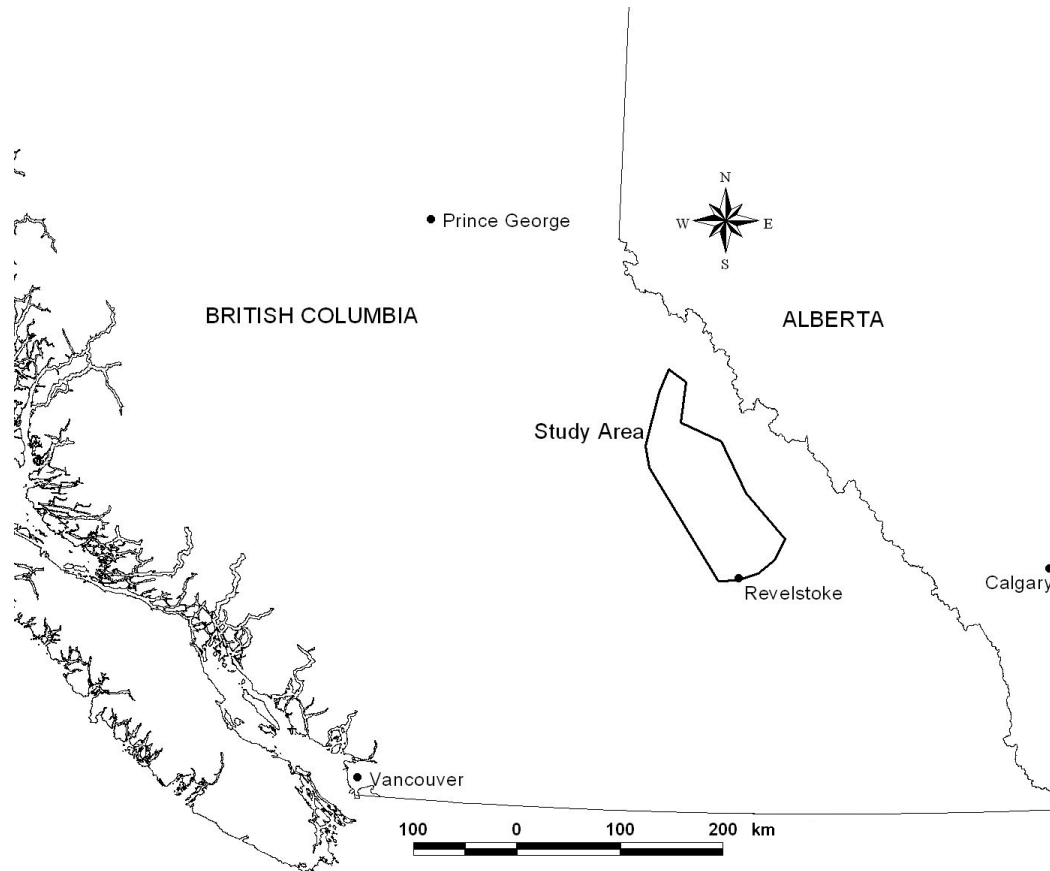 N
Prince George
W E
S
BRITISH COLUMBIA
ALBERTA
Study Area
Calgary
Revelstoke
Vancouver
100 0 100 200 km